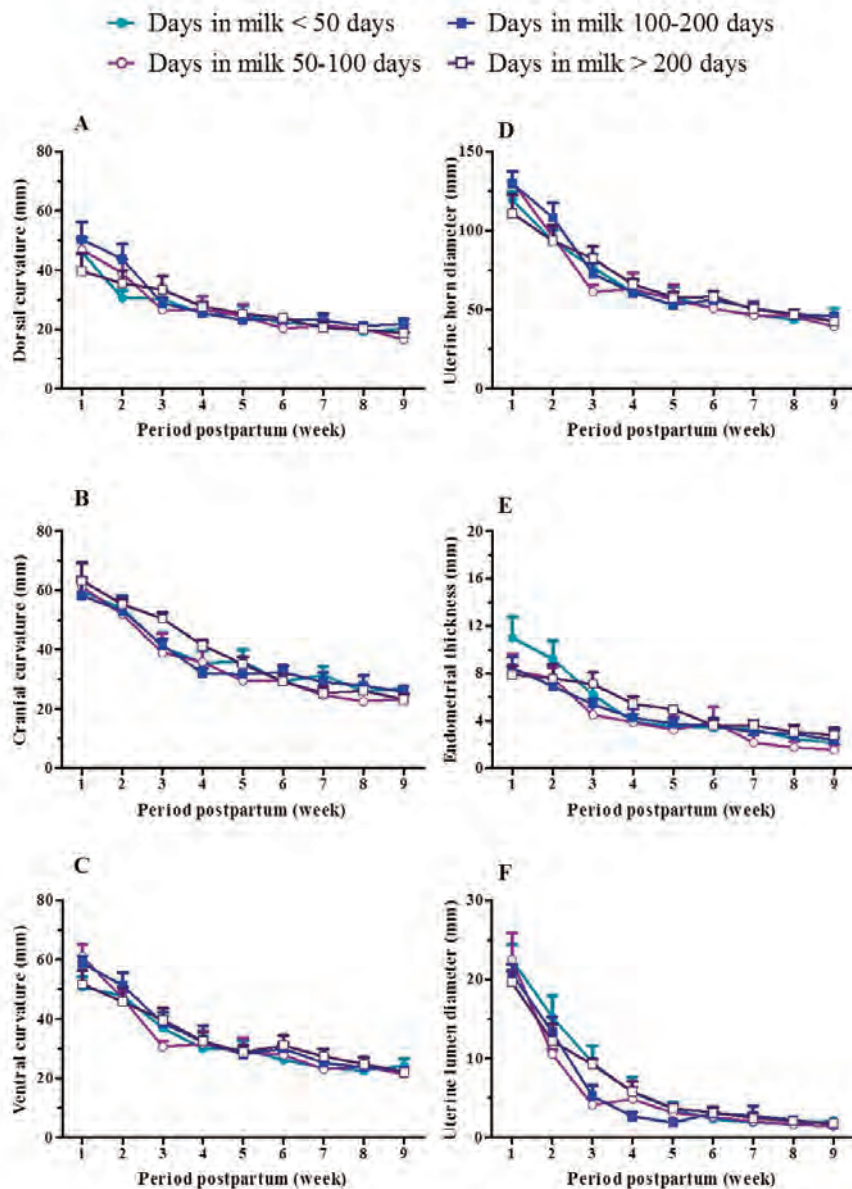 Days in milk < 50 days
Days in milk 100-200 days
Days in milk 50-100 days
Days in milk > 200 days
A
80
60
40
20
0
Dorsal curvature (mm)
1 2 3 4 5 6 7 8 9
Period postpartum (week)
D
150
100
50
0
Uterine horn diameter (mm)
1 2 3 4 5 6 7 8 9
Period postpartum (week)
B
80
60
40
20
0
Cranial curvature (mm)
1 2 3 4 5 6 7 8 9
Period postpartum (week)
E
20
16
12
8
4
0
Endometrial thickness (mm)
1 2 3 4 5 6 7 8 9
Period postpartum (week)
C
80
60
40
20
0
Ventral curvature (mm)
1 2 3 4 5 6 7 8 9
Period postpartum (week)
F
30
20
10
0
Uterine lumen diameter (mm)
1 2 3 4 5 6 7 8 9
Period postpartum (week)